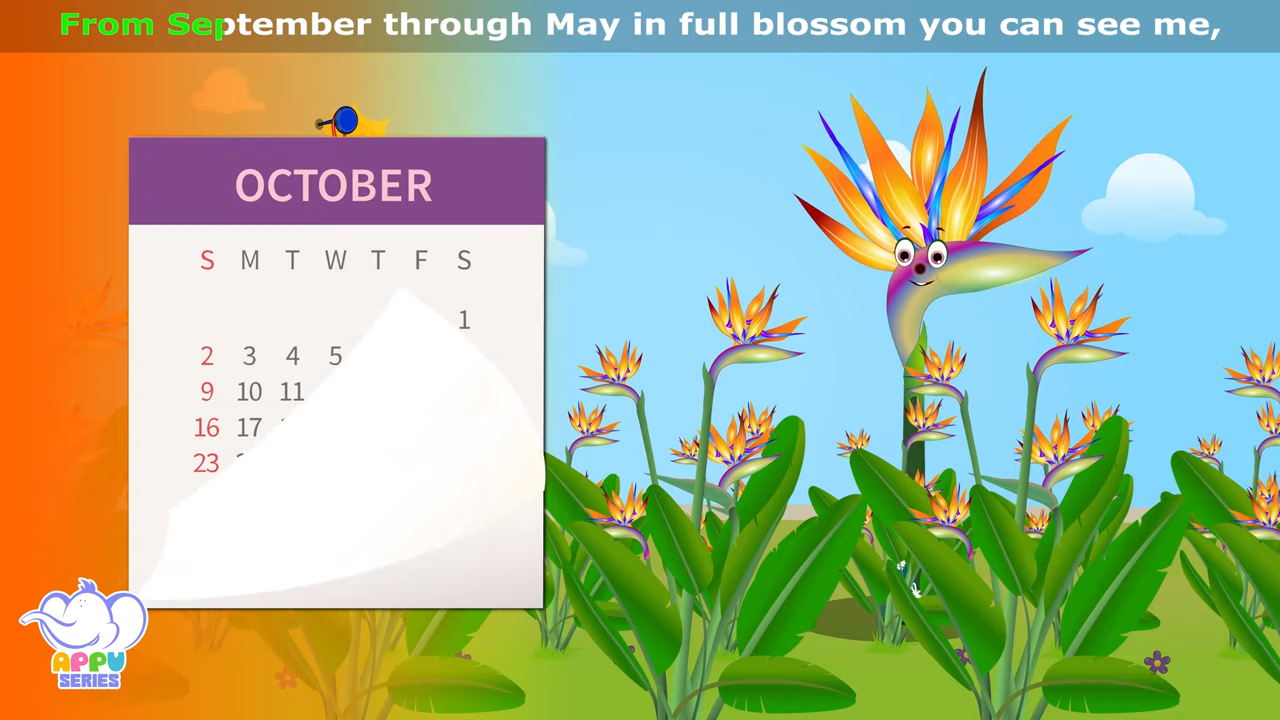 From September through May in full blossom you can see me,
OCTOBER
S M T W T F S
1
2 3 4 5
9 10 11
16 17
23
APPU
SERIES